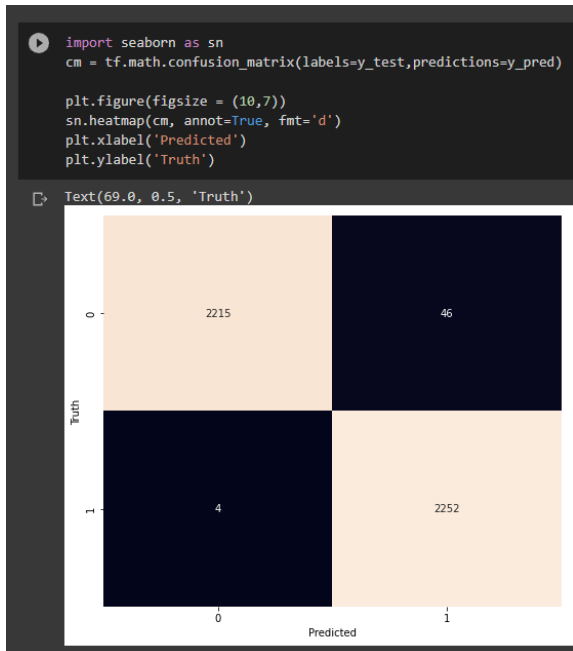 import seaborn as sn
cm = tf.math.confusion_matrix(labels=y_test,predictions=y_pred)
plt.figure(figsize = (10,7))
sn.heatmap(cm, annot=True, fmt='d')
plt.xlabel('Predicted')
plt.ylabel('Truth')
Text(69.0, 0.5, 'Truth')
0
2215
46
Truth
1
4
2252
0
1
Predicted